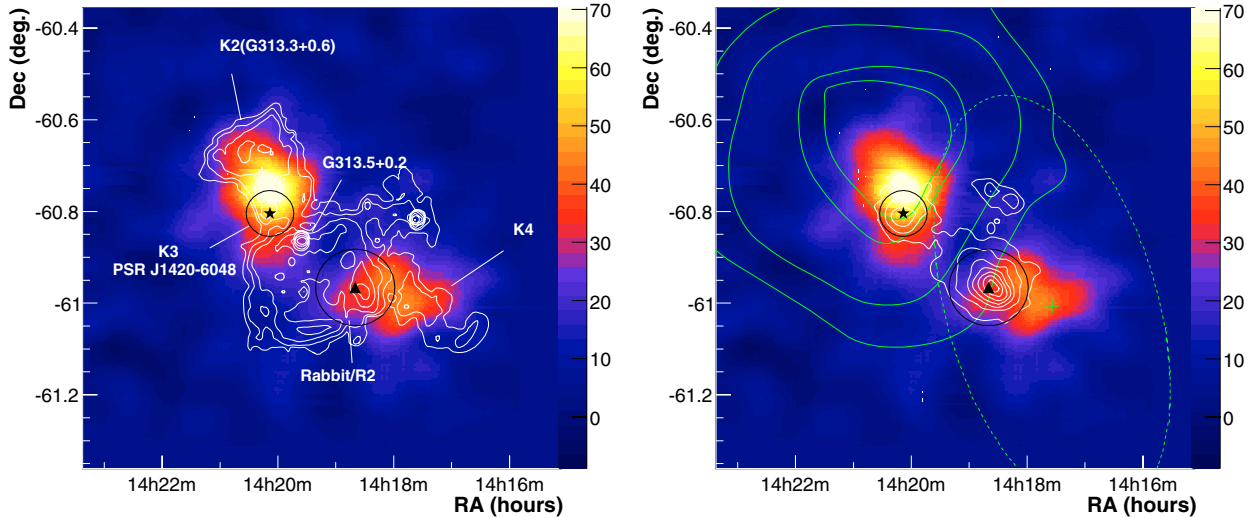 Dec (deg.)
-60.4
-60.6
-60.8
-61
-61.2
K2(G313.3+0.6)
G313.5+0.2
K3
PSR J1420-6048
K4
Rabbit/R2
14h22m
14h20m
14h18m
14h16m
RA (hours)
70
60
50
40
30
20
10
0
Dec (deg.)
-60.4
-60.6
-60.8
-61
-61.2
14h22m
14h20m
14h18m
14h16m
RA (hours)
70
60
50
40
30
20
10
0